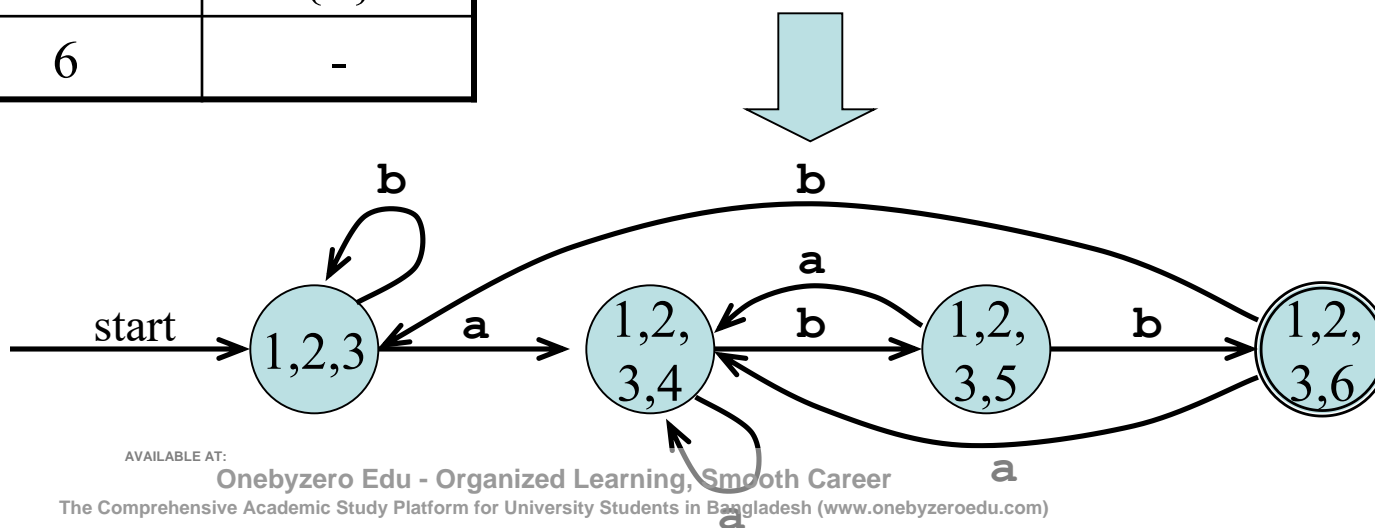 6 -
b
b
a
start
a
b
b
1,2,3
1,2,
3,4
1,2,
3,5
1,2,
3,6
a
a
AVAILABLE AT:
Onebyzero Edu - Organized Learning, Smooth Career
The Comprehensive Academic Study Platform for University Students in Bangladesh (www.onebyzeroedu.com)